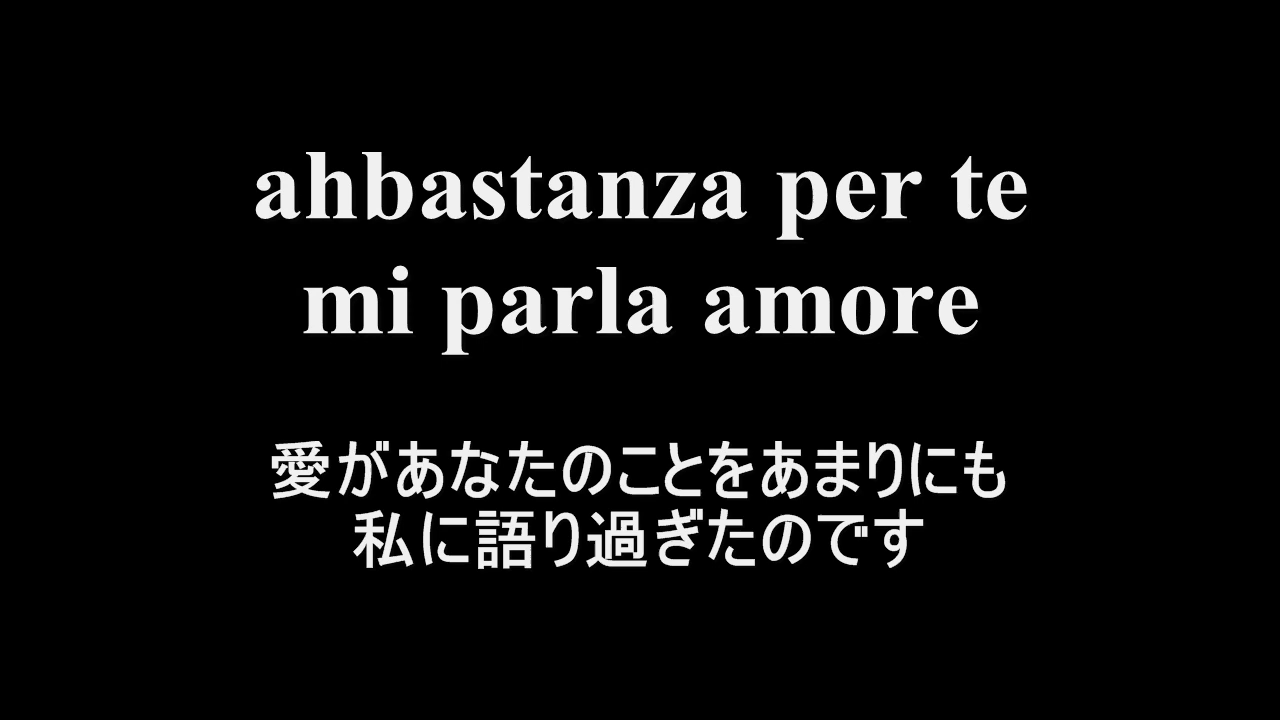 ahbastanza per te
mi parla amore
愛があなたのことをあまりにも
私に語り過ぎたのです